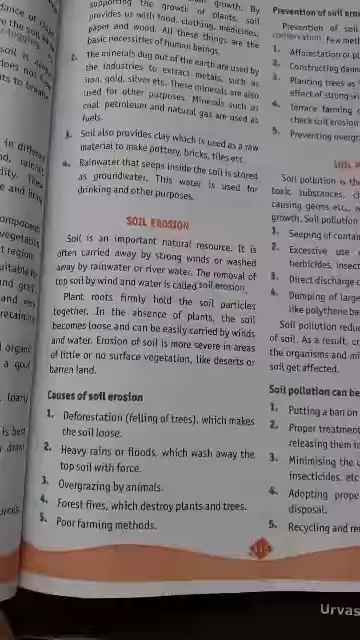 supporting the growth of plants, soil
provides us with food, clothing, medicines,
paper and wood. All these things are the
basic necessities of human beings.
2. The minerals dug out of the earth are used by
the industries to extract metals, such as
iron, gold, silver etc. These minerals are also
used for other purposes. Minerals such as
coal, petroleum and natural gas are used as
fuels.
3. Soil also provides clay which is used as a raw
material to make pottery, bricks, tiles etc.
4. Rainwater that seeps inside the soil is stored
as groundwater. This water is used for
drinking and other purposes.
SOIL EROSION
Soil is an important natural resource. It is
often carried away by strong winds or washed
away by rainwater or river water. The removal of
top soil by wind and water is called soil erosion.
Plant roots firmly hold the soil particles
together. In the absence of plants, the soil
becomes loose and can be easily carried by winds
and water. Erosion of soil is more severe in areas
of little or no surface vegetation, like deserts or
barren land.
Causes of soil erosion
1. Deforestation (felling of trees), which makes
the soil loose.
2. Heavy rains or floods, which wash away the
top soil with force.
3. Overgrazing by animals.
4. Forest fires, which destroy plants and trees.
5. Poor farming methods.
Prevention of soil
Prevention of soil
conservation. Few
1. Afforestation or
2. Constructing
3. Planting trees as
effect of strong
4. Terrace farming
check soil erosion
5. Preventing
SOIL
Soil pollution is the
toxic substances,
causing germs etc.,
growth. Soil pollution
1. Seeping of
2. Excessive use
herbicides,
3. Direct discharge
4. Dumping of large
like polythene
Soil pollution
of soil. As a result,
the organisms and
soil get affected.
Soil pollution can be
1. Putting a ban on
2. Proper treatment
releasing them
3. Minimising the
insecticides, etc
4. Adopting
disposal.
5. Recycling and
Urvas